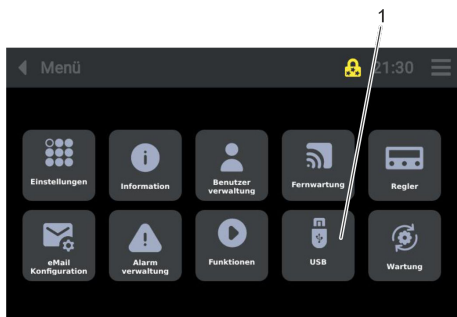 1
Menü 21:30
Einstellungen Information Benutzer
verwaltung Fernwartung Regler
eMail
Konfiguration Alarm
verwaltung Funktionen USB Wartung